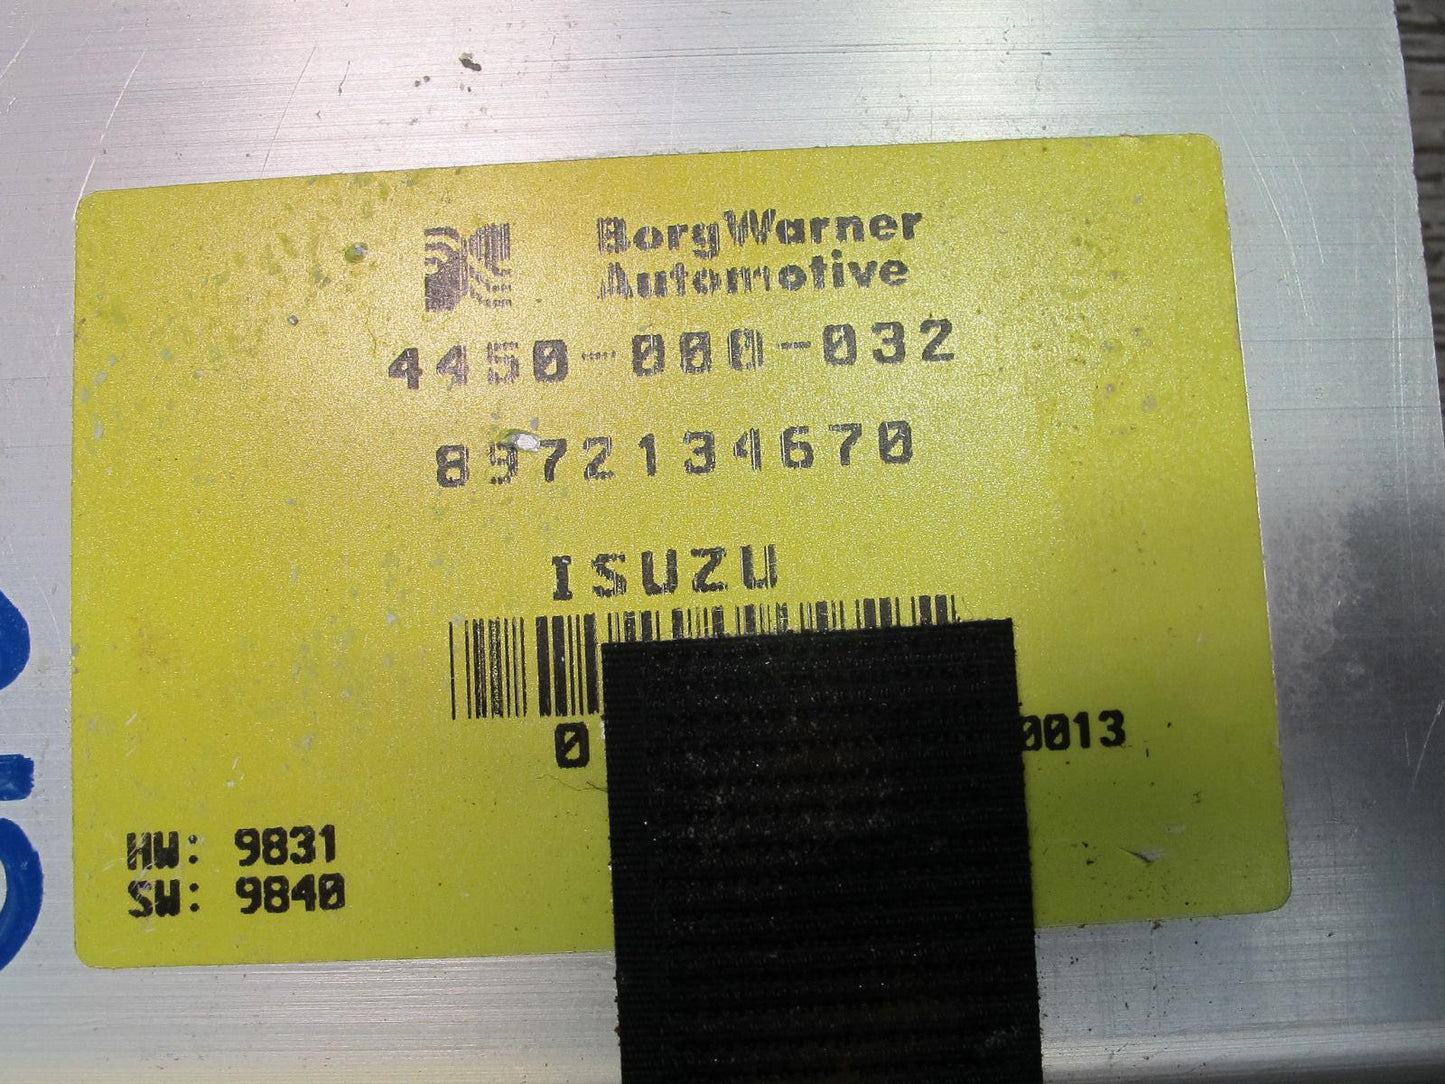 BorgWarner
Automotive
4450-000-032
8972134670
ISUZU
0 0013
HW: 9831
SW: 9840